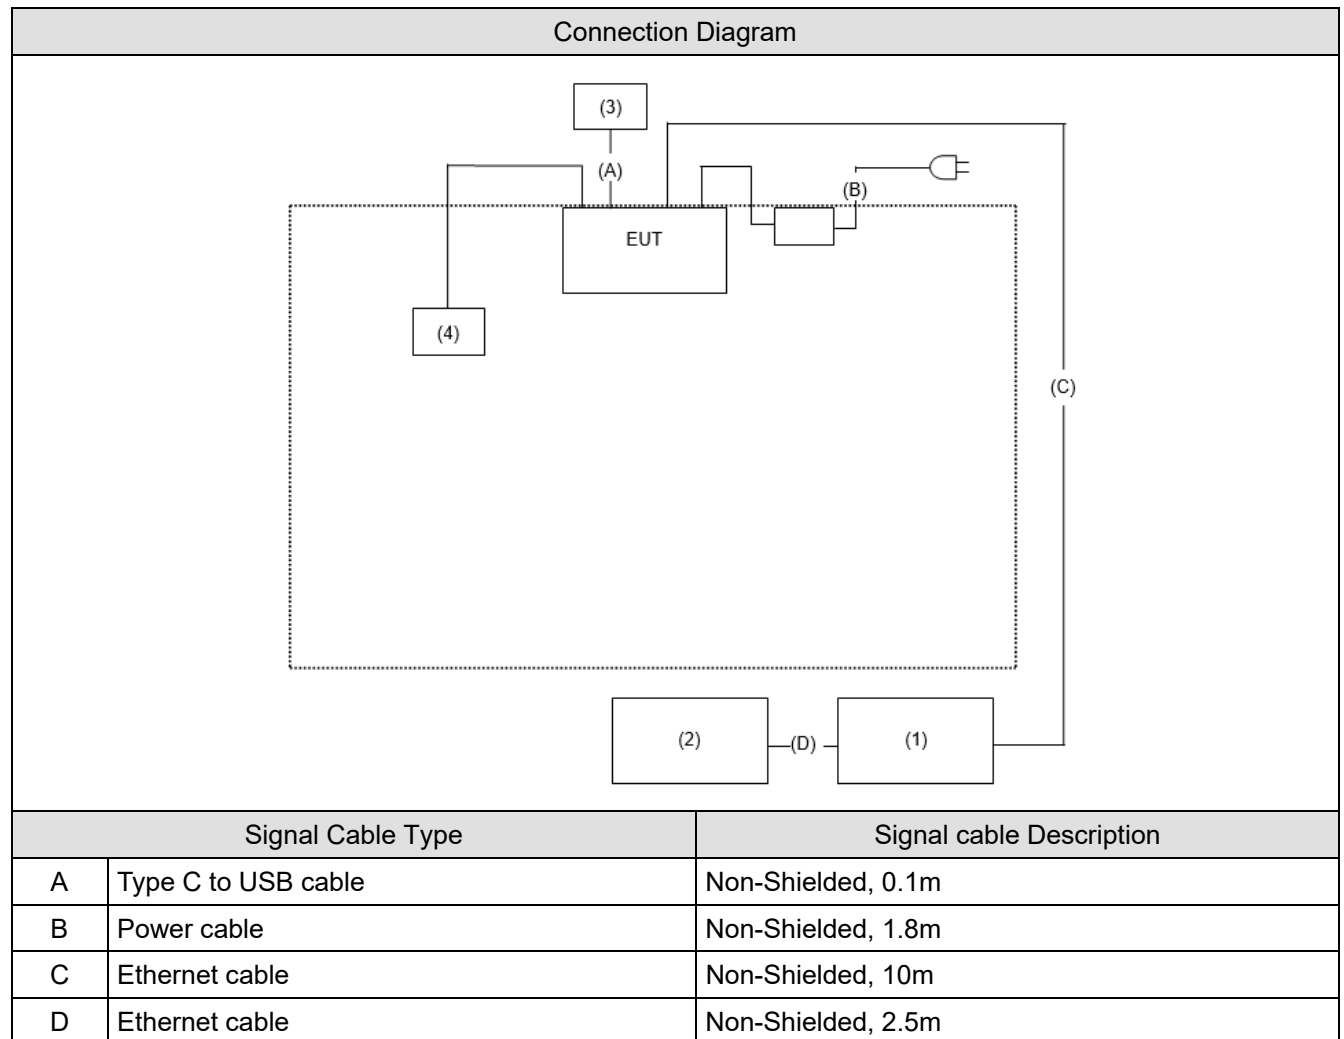 Connection Diagram
(3)
(A)
(B)
EUT
(4)
(C)
(2)
(D)
(1)
Signal Cable Type Signal cable Description
A Type C to USB cable Non-Shielded, 0.1m
B Power cable Non-Shielded, 1.8m
C Ethernet cable Non-Shielded, 10m
D Ethernet cable Non-Shielded, 2.5m